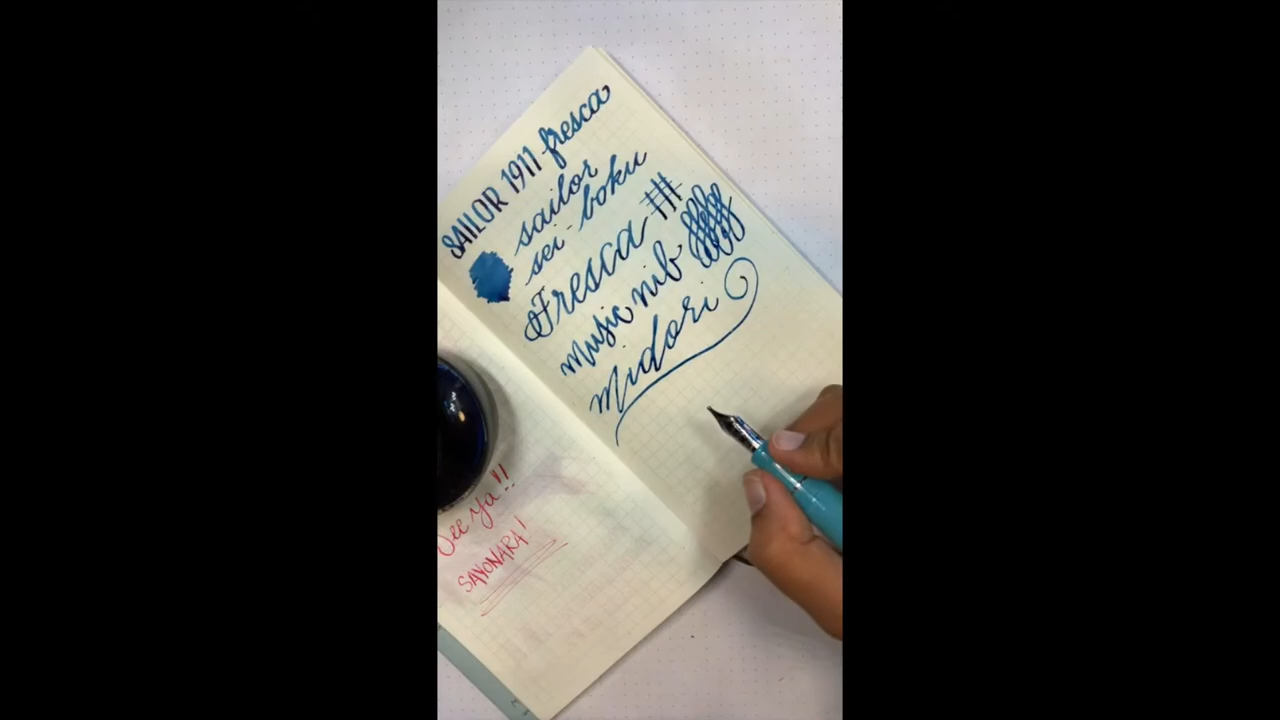 SAILOR 1911 fresca
sailor
sei-boku
Fresca
music nib
midori
See ya!!
SAYONARA!